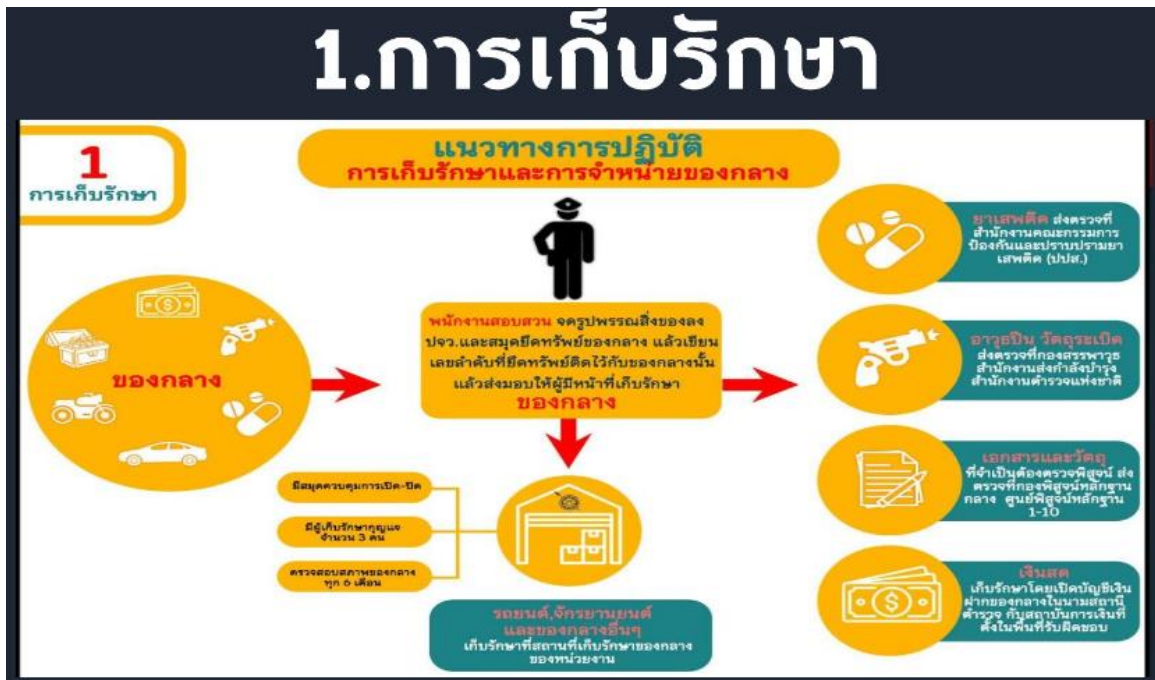 1.การเก็บรักษา
1
การเก็บรักษา
แนวทางการปฏิบัติ
การเก็บรักษาและการจำหน่ายของกลาง
ของกลาง
พนักงานสอบสวน จดรูปพรรณสิ่งของลง
ปจว.และสมุดยึดทรัพย์ของกลาง แล้วเขียน
เลขลำดับที่ยึดทรัพย์ติดไว้กับของกลางนั้น
แล้วส่งมอบให้ผู้มีหน้าที่เก็บรักษา
ของกลาง
มีสมุดควบคุมการเปิด-ปิด
มีผู้เก็บรักษากุญแจ
จำนวน 3 คน
ตรวจสอบสภาพของกลาง
ทุก 6 เดือน
รถยนต์,จักรยานยนต์
และของกลางอื่นๆ
เก็บรักษาที่สถานที่เก็บรักษาของกลาง
ของหน่วยงาน
ยาเสพติด ส่งตรวจที่
สำนักงานคณะกรรมการ
ป้องกันและปราบปรามยา
เสพติด (ปปส.)
อาวุธปืน วัตถุระเบิด
ส่งตรวจที่กองสรรพาวุธ
สำนักงานส่งกำลังบำรุง
สำนักงานตำรวจแห่งชาติ
เอกสารและวัตถุ
ที่จำเป็นต้องตรวจพิสูจน์ ส่ง
ตรวจที่กองพิสูจน์หลักฐาน
กลาง ศูนย์พิสูจน์หลักฐาน
1-10
เงินสด
เก็บรักษาโดยเปิดบัญชีเงิน
ฝากของกลางในนามสถานี
ตำรวจ กับสถาบันการเงินที่
ตั้งในพื้นที่รับผิดชอบ